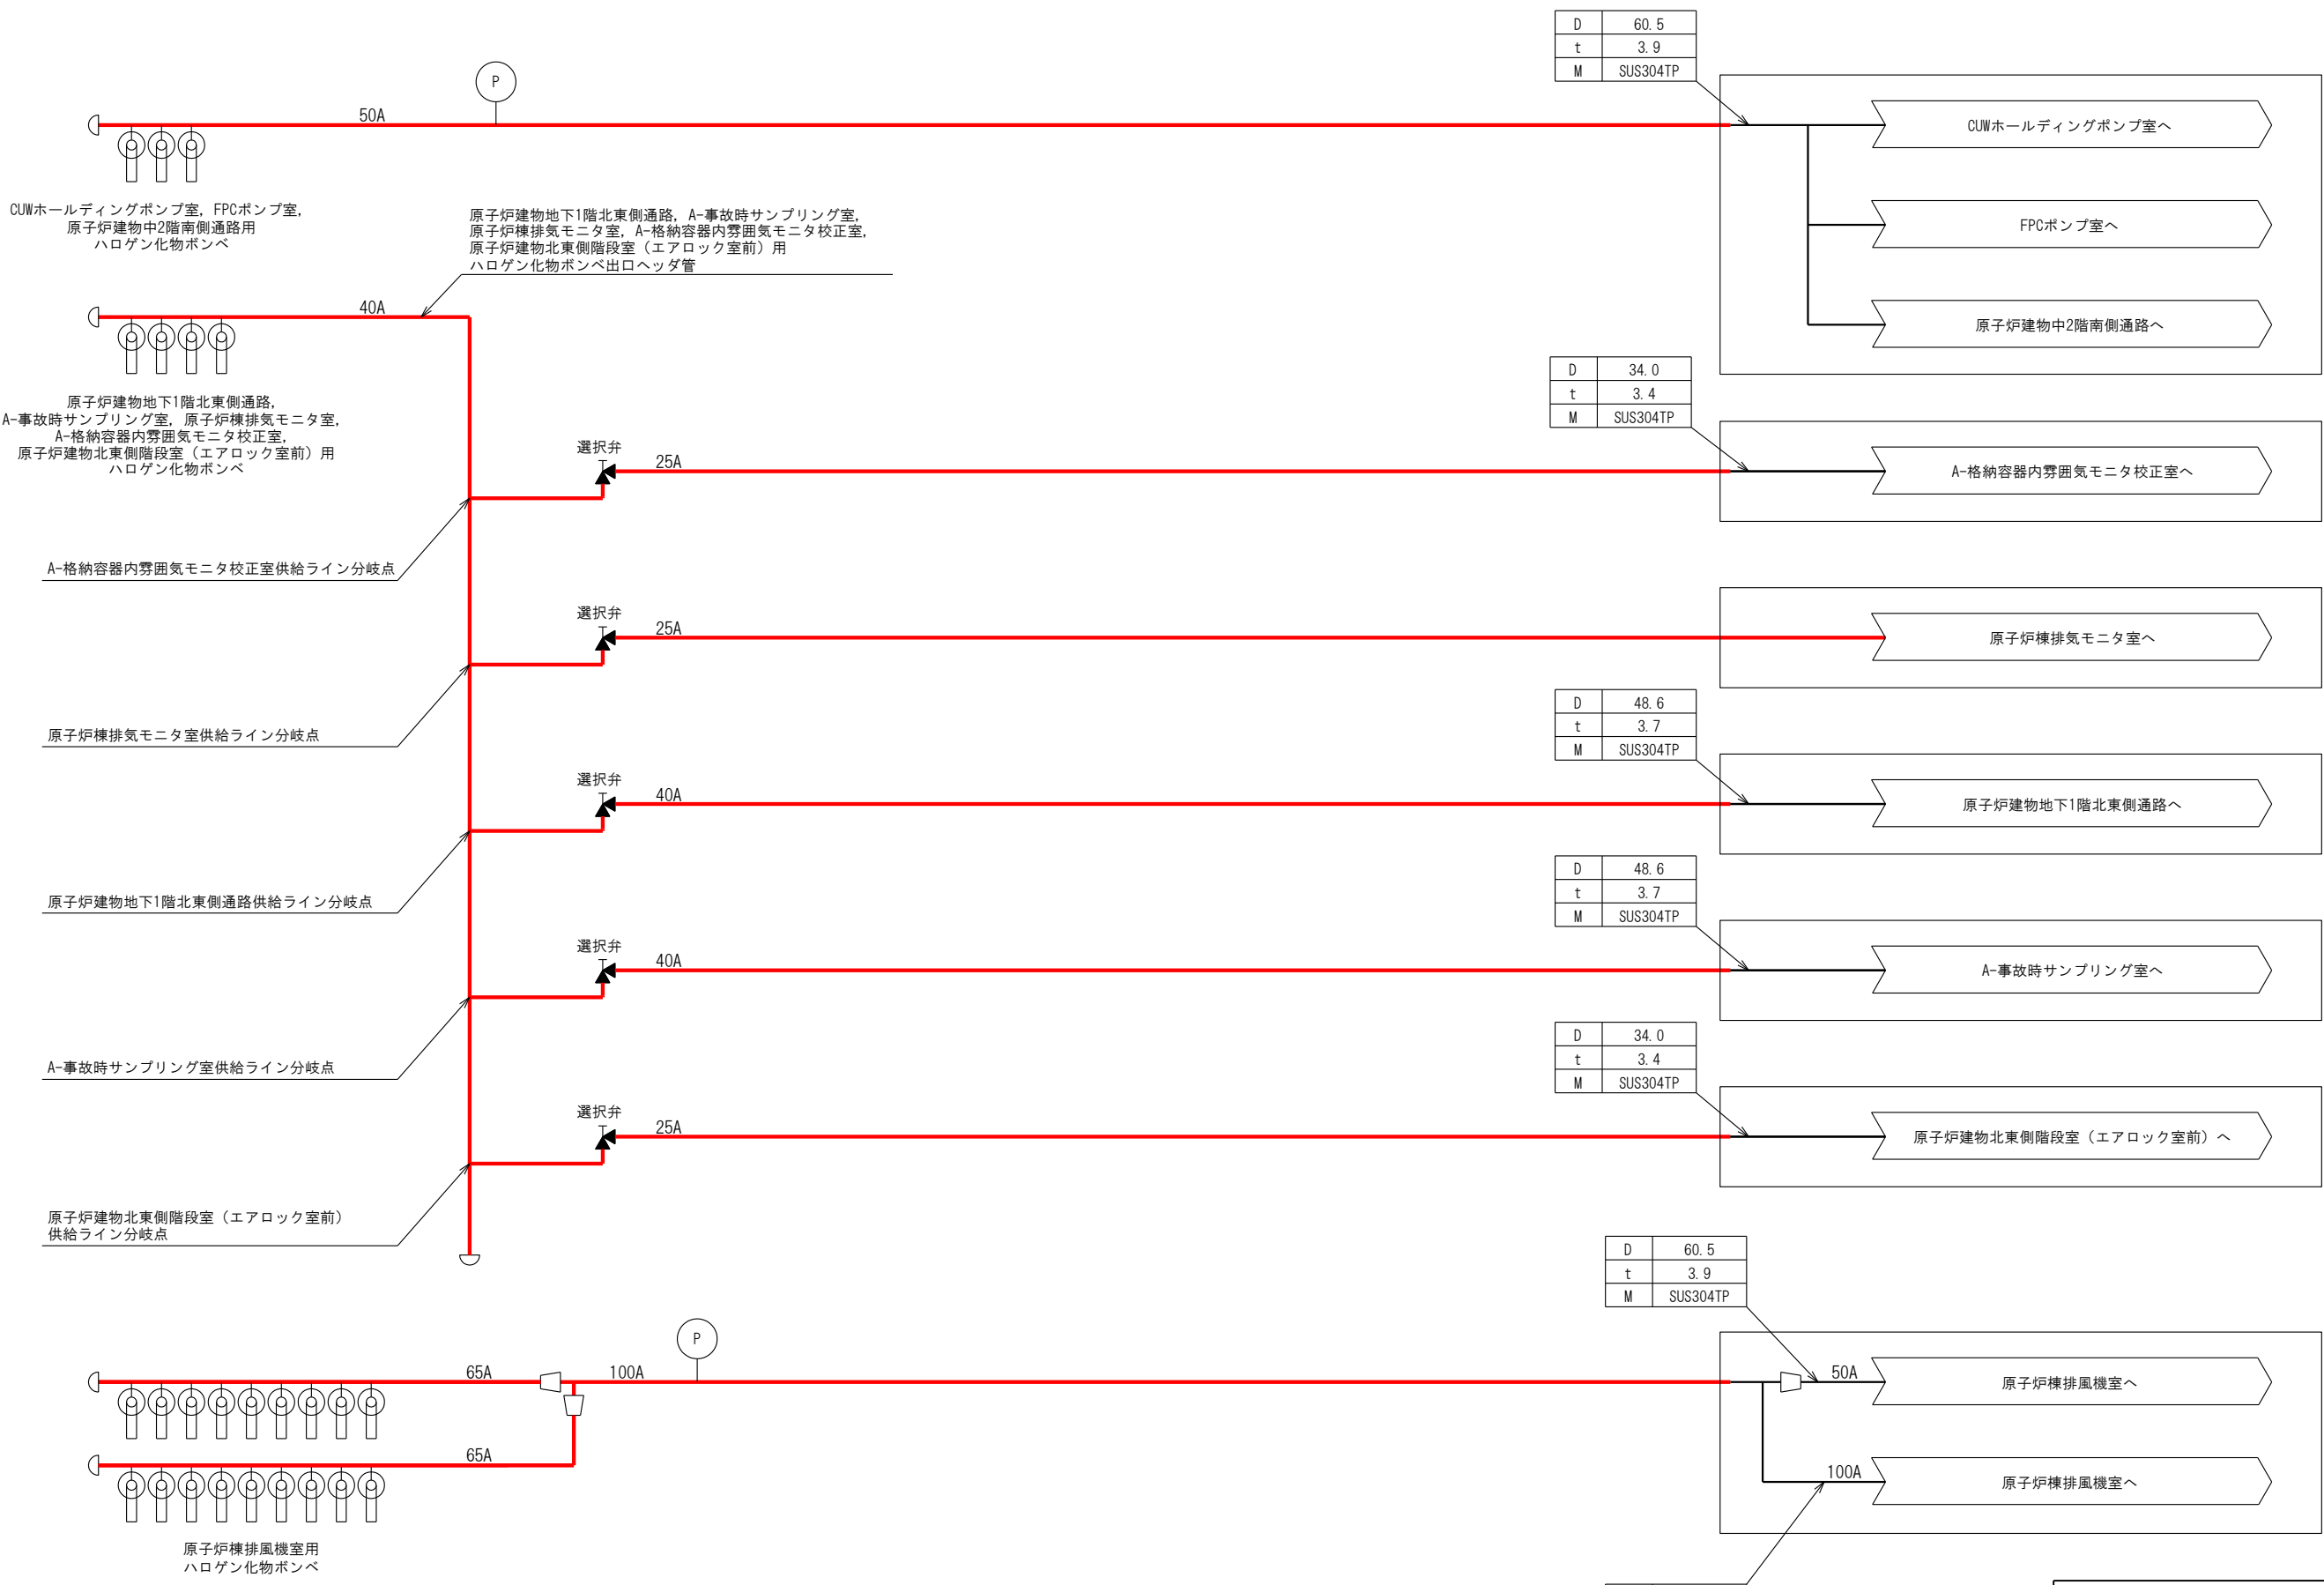 D 60.5
t 3.9
M SUS304TP
P
50A
CUWホールディングポンプ室へ
FPCポンプ室へ
原子炉建物中2階南側通路へ
CUWホールディングポンプ室, FPCポンプ室,
原子炉建物中2階南側通路用
ハロゲン化物ボンベ
原子炉建物地下1階北東側通路, A-事故時サンプリング室,
原子炉棟排気モニタ室, A-格納容器内雰囲気モニタ校正室,
原子炉建物北東側階段室（エアロック室前）用
ハロゲン化物ボンベ出口ヘッダ管
40A
原子炉建物地下1階北東側通路,
A-事故時サンプリング室, 原子炉棟排気モニタ室,
A-格納容器内雰囲気モニタ校正室,
原子炉建物北東側階段室（エアロック室前）用
ハロゲン化物ボンベ
D 34.0
t 3.4
M SUS304TP
選択弁
25A
A-格納容器内雰囲気モニタ校正室へ
A-格納容器内雰囲気モニタ校正室供給ライン分岐点
選択弁
25A
原子炉棟排気モニタ室へ
原子炉棟排気モニタ室供給ライン分岐点
D 48.6
t 3.7
M SUS304TP
選択弁
40A
原子炉建物地下1階北東側通路へ
原子炉建物地下1階北東側通路供給ライン分岐点
D 48.6
t 3.7
M SUS304TP
選択弁
40A
A-事故時サンプリング室へ
A-事故時サンプリング室供給ライン分岐点
D 34.0
t 3.4
M SUS304TP
選択弁
25A
原子炉建物北東側階段室（エアロック室前）へ
原子炉建物北東側階段室（エアロック室前）
供給ライン分岐点
D 60.5
t 3.9
M SUS304TP
P
65A
100A
50A
原子炉棟排風機室へ
65A
100A
原子炉棟排風機室へ
原子炉棟排風機室用
ハロゲン化物ボンベ